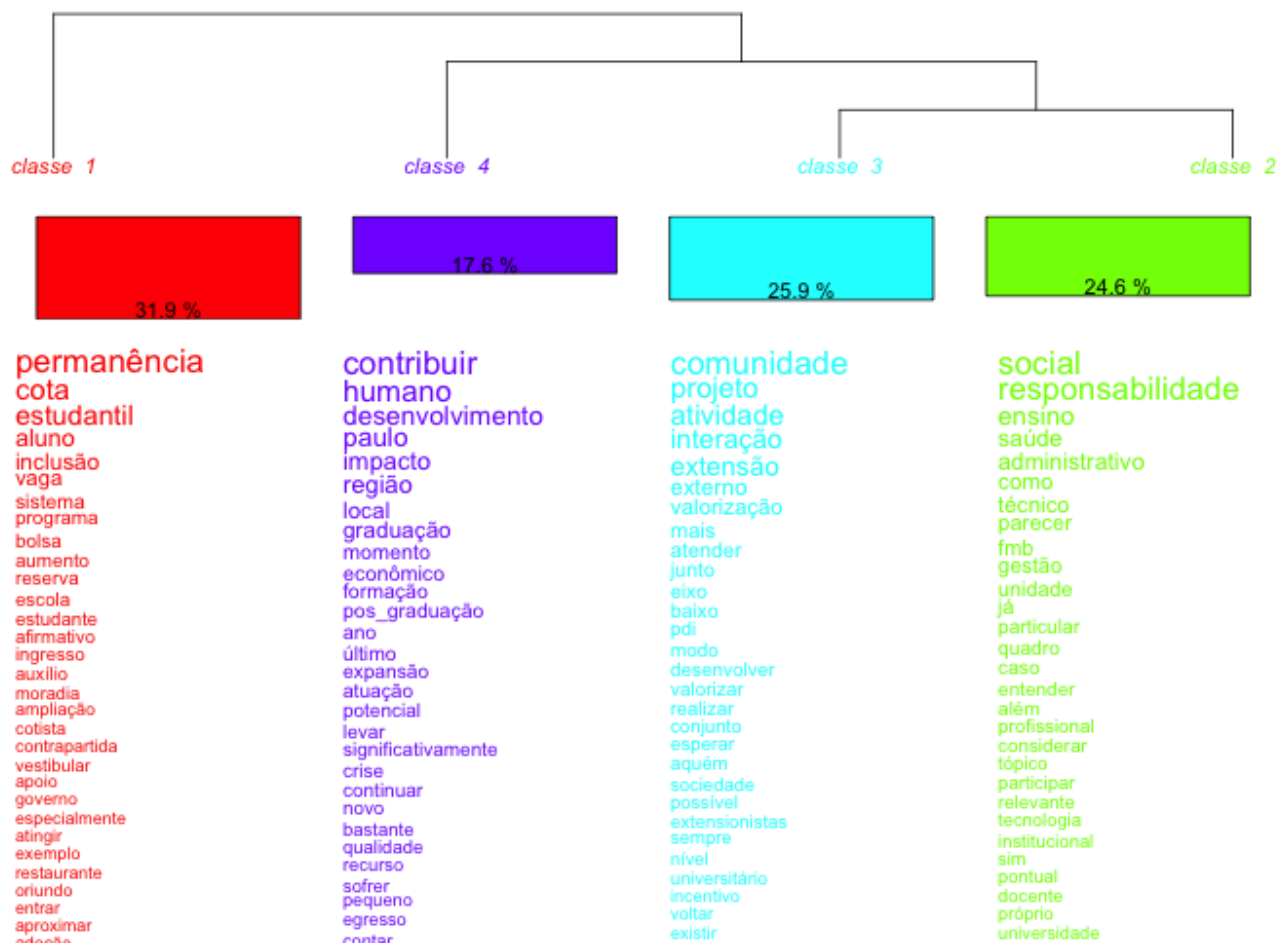 classe 1
classe 4
classe 3
classe 2
31.9 %
17.6 %
25.9 %
24.6 %
permanência
cota
estudantil
aluno
inclusão
vaga
sistema
programa
bolsa
aumento
reserva
escola
estudante
afirmativo
ingresso
auxílio
moradia
ampliação
cotista
contrapartida
vestibular
apoio
governo
especialmente
atingir
exemplo
restaurante
oriundo
entrar
aproximar
contribuir
humano
desenvolvimento
paulo
impacto
região
local
graduação
momento
econômico
formação
pos_graduação
ano
último
expansão
atuação
potencial
levar
significativamente
crise
continuar
novo
bastante
qualidade
recurso
sofrer
pequeno
egresso
contar
comunidade
projeto
atividade
interação
extensão
externo
valorização
mais
atender
junto
eixo
baixo
pdi
modo
desenvolver
valorizar
realizar
conjunto
esperar
aquém
sociedade
possível
extensionistas
sempre
nível
universitário
incentivo
voltar
existir
social
responsabilidade
ensino
saúde
administrativo
como
técnico
parecer
fmb
gestão
unidade
já
particular
quadro
caso
entender
além
profissional
considerar
tópico
participar
relevante
tecnologia
institucional
sim
pontual
docente
próprio
universidade